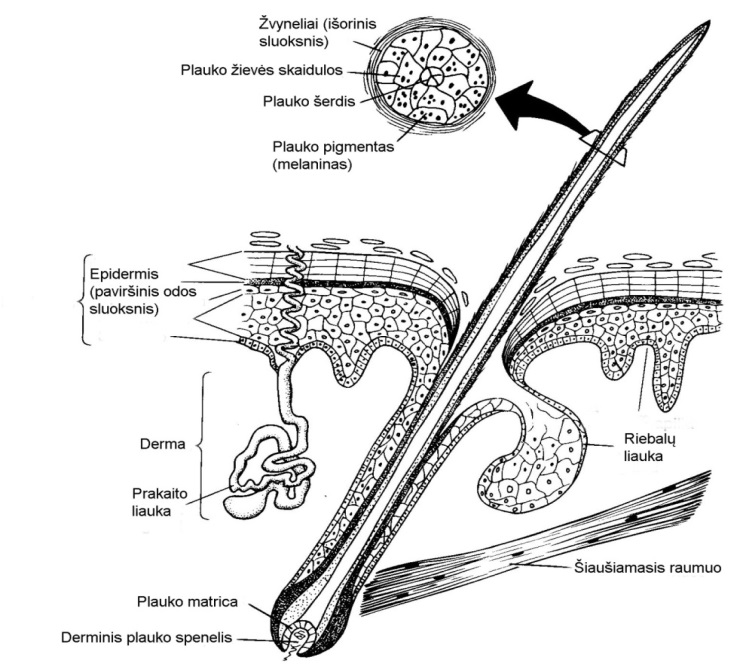 Žvyneliai (išorinis
sluoksnis)
Plauko žievės skaidulos
Plauko šerdis
Plauko pigmentas
(melaninas)
Epidermis
(paviršinis odos
sluoksnis)
Derma
Prakaito
liauka
Riebalų
liauka
Šiaušiamasis raumuo
Plauko matrica
Derminis plauko spenelis